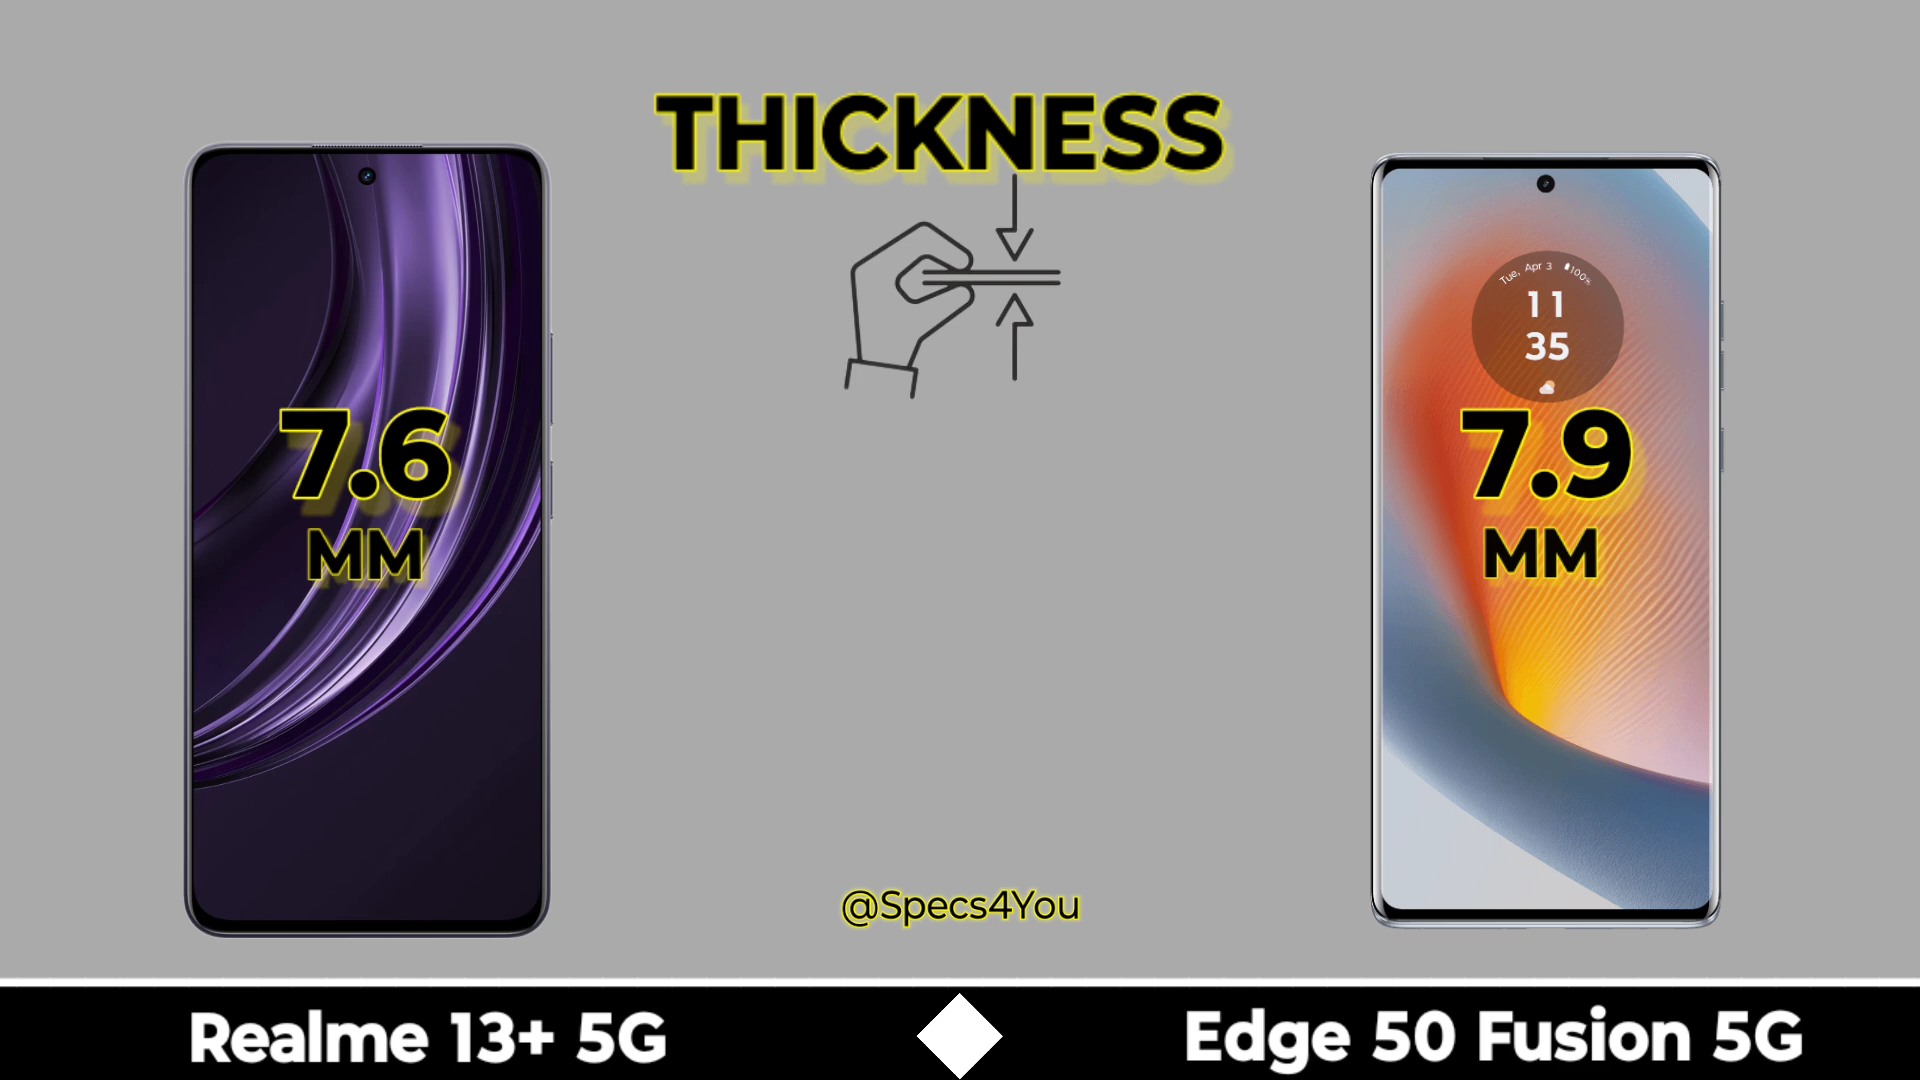 THICKNESS
Tue, Apr 3 100%
11
35
7.6
MM
7.9
MM
@Specs4You
Realme 13+ 5G
Edge 50 Fusion 5G